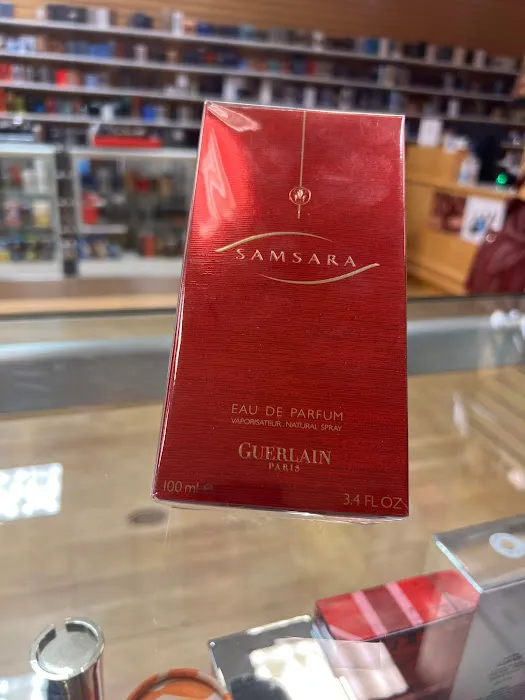 SAMSARA
EAU DE PARFUM
VAPORISATEUR. NATURAL SPRAY
GUERLAIN
PARIS
100 ml ℮ 3.4 FL OZ